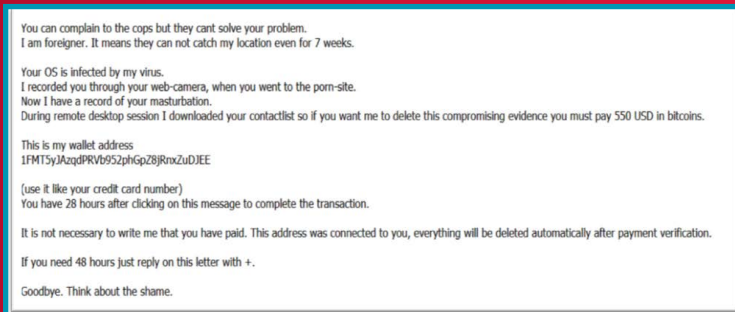 You can complain to the cops but they cant solve your problem.
I am foreigner. It means they can not catch my location even for 7 weeks.
Your OS is infected by my virus.
I recorded you through your web-camera, when you went to the porn-site.
Now I have a record of your masturbation.
During remote desktop session I downloaded your contactlist so if you want me to delete this compromising evidence you must pay 550 USD in bitcoins.
This is my wallet address
1FMT5yJAzqdPRVb952phGpZ8jRnxZuDJEE
(use it like your credit card number)
You have 28 hours after clicking on this message to complete the transaction.
It is not necessary to write me that you have paid. This address was connected to you, everything will be deleted automatically after payment verification.
If you need 48 hours just reply on this letter with +.
Goodbye. Think about the shame.